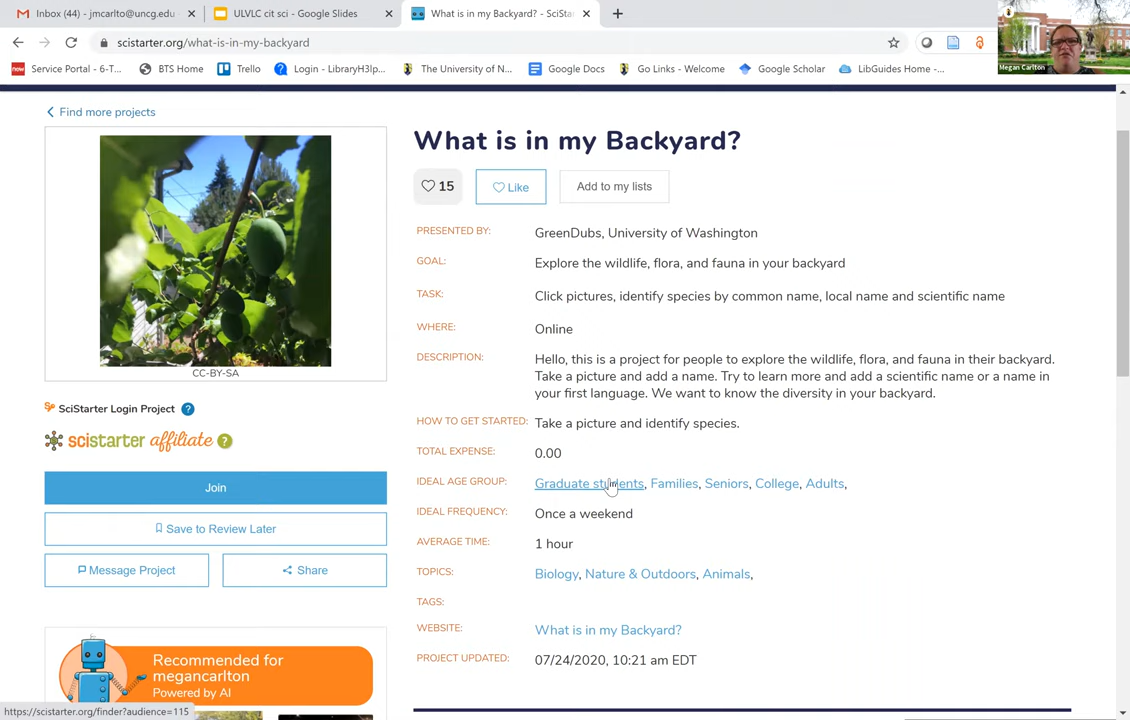 Inbox (44) - jmcarlto@uncg.edu
ULVLC cit sci - Google Slides
What is in my Backyard? - SciStar
scistarter.org/what-is-in-my-backyard
Service Portal - 6-T...
BTS Home
Trello
Login - LibraryH3lp...
The University of N...
Google Docs
Go Links - Welcome
Google Scholar
LibGuides Home -...
Megan Carlton
Find more projects
CC-BY-SA
SciStarter Login Project ?
scistarter affiliate ?
Join
Save to Review Later
Message Project
Share
Recommended for
megancarlton
Powered by AI
What is in my Backyard?
15
Like
Add to my lists
PRESENTED BY: GreenDubs, University of Washington
GOAL: Explore the wildlife, flora, and fauna in your backyard
TASK: Click pictures, identify species by common name, local name and scientific name
WHERE: Online
DESCRIPTION: Hello, this is a project for people to explore the wildlife, flora, and fauna in their backyard.
Take a picture and add a name. Try to learn more and add a scientific name or a name in
your first language. We want to know the diversity in your backyard.
HOW TO GET STARTED: Take a picture and identify species.
TOTAL EXPENSE: 0.00
IDEAL AGE GROUP: Graduate students, Families, Seniors, College, Adults,
IDEAL FREQUENCY: Once a weekend
AVERAGE TIME: 1 hour
TOPICS: Biology, Nature & Outdoors, Animals,
TAGS:
WEBSITE: What is in my Backyard?
PROJECT UPDATED: 07/24/2020, 10:21 am EDT
https://scistarter.org/finder?audience=115